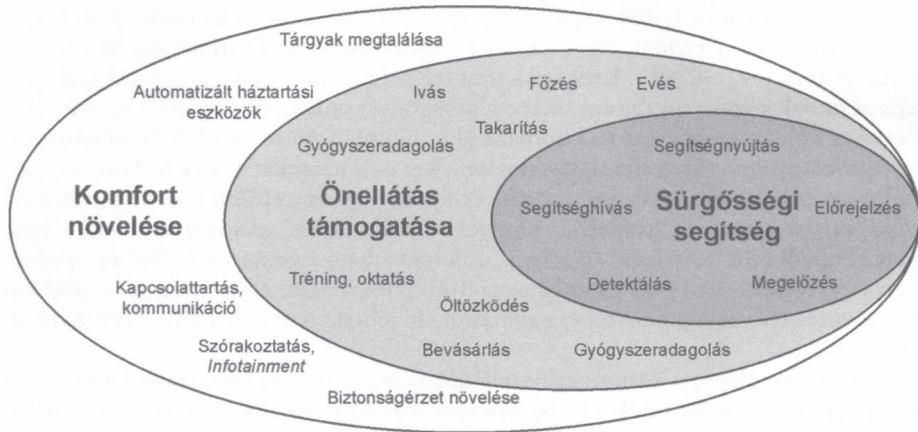 Tárgyak megtalálása
Automatizált háztartási
eszközök
Ivás
Főzés
Evés
Takarítás
Gyógyszeradagolás
Segítségnyújtás
Komfort
növelése
Önellátás
támogatása
Segítséghívás
Sürgősségi
segítség
Előrejelzés
Kapcsolattartás,
kommunikáció
Tréning, oktatás
Öltözködés
Detektálás
Megelőzés
Szórakoztatás,
Infotainment
Bevásárlás
Gyógyszeradagolás
Biztonságérzet növelése